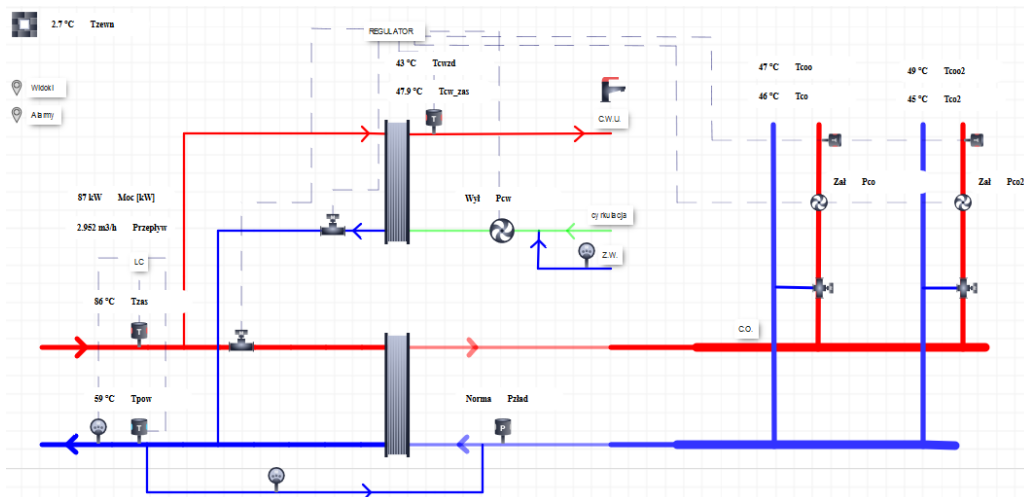 2.7 °C Tzewn
REGULATOR
43 °C Tcwzd
47.9 °C Tcw_zas
47 °C Tcoo
46 °C Tco
49 °C Tcoo2
45 °C Tco2
Widoki
Alarmy
T
C.W.U
87 kW Moc [kW]
2.952 m3/h Przepływ
Wył Pcw
cyrkulacja
Zał Pco
Zał Pco2
LC
Z.W.
86 °C Tzas
T
C.O.
59 °C Tpow
Norma Pzład
T
P